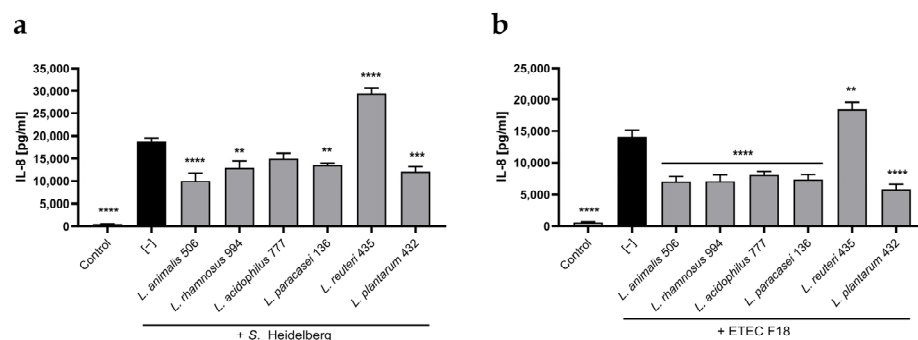 a
IL-8 [pg/ml]
35,000
30,000
25,000
20,000
15,000
10,000
5,000
0
****
****
**
**
****
***
Control
[-]
L. animalis 506
L. rhamnosus 994
L. acidophilus 777
L. paracasei 136
L. reuteri 435
L. plantarum 432
+ S. Heidelberg
b
IL-8 [pg/ml]
25,000
20,000
15,000
10,000
5,000
0
****
****
**
****
Control
[-]
L. animalis 506
L. rhamnosus 994
L. acidophilus 777
L. paracasei 136
L. reuteri 435
L. plantarum 432
+ ETEC F18